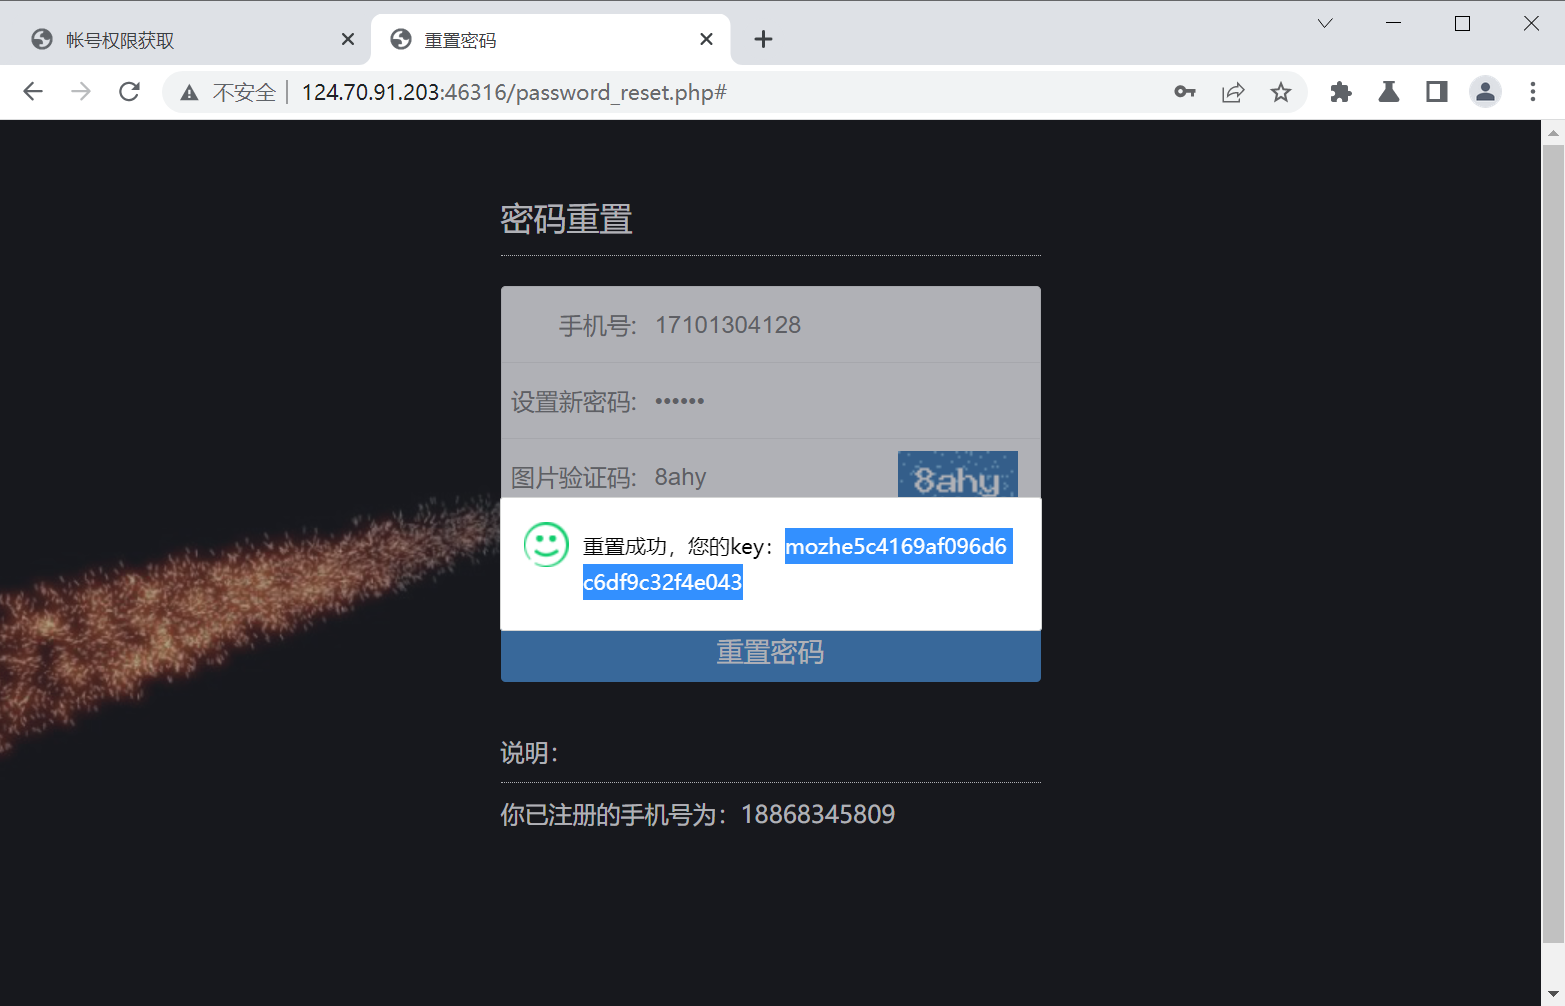 帐号权限获取
重置密码
不安全 124.70.91.203:46316/password_reset.php#
密码重置
手机号: 17101304128
设置新密码: ••••••
图片验证码: 8ahy 8ahy
重置成功，您的key：mozhe5c4169af096d6
c6df9c32f4e043
重置密码
说明：
你已注册的手机号为：18868345809